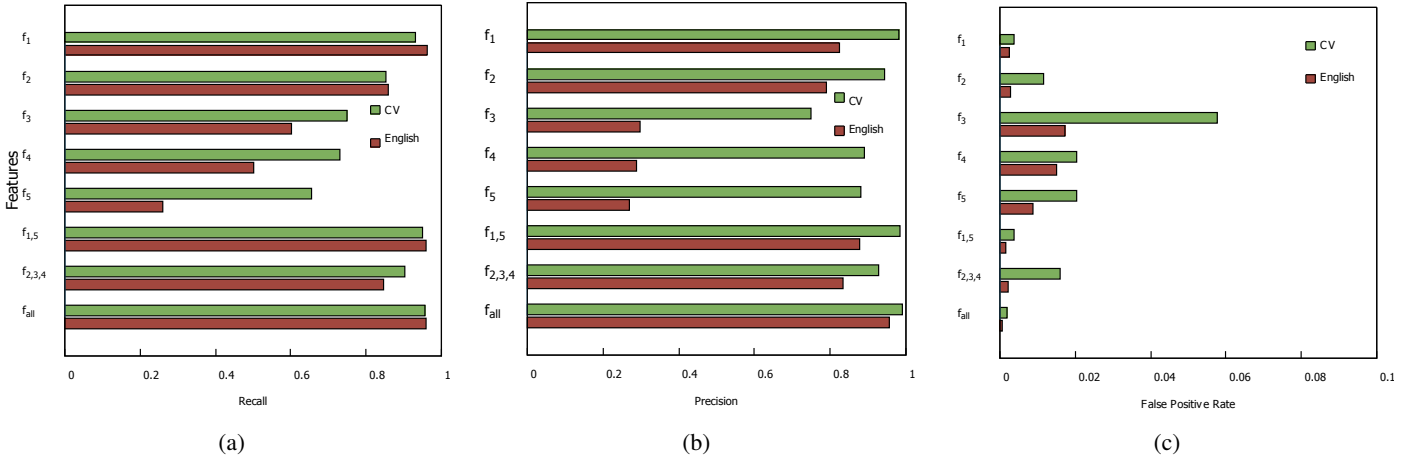 Features
f1
f2
f3
f4
f5
f1,5
f2,3,4
fall
CV
English
0 0.2 0.4 0.6 0.8 1
Recall
(a)
f1
f2
f3
f4
f5
f1,5
f2,3,4
fall
CV
English
0 0.2 0.4 0.6 0.8 1
Precision
(b)
f1
f2
f3
f4
f5
f1,5
f2,3,4
fall
CV
English
0 0.02 0.04 0.06 0.08 0.1
False Positive Rate
(c)